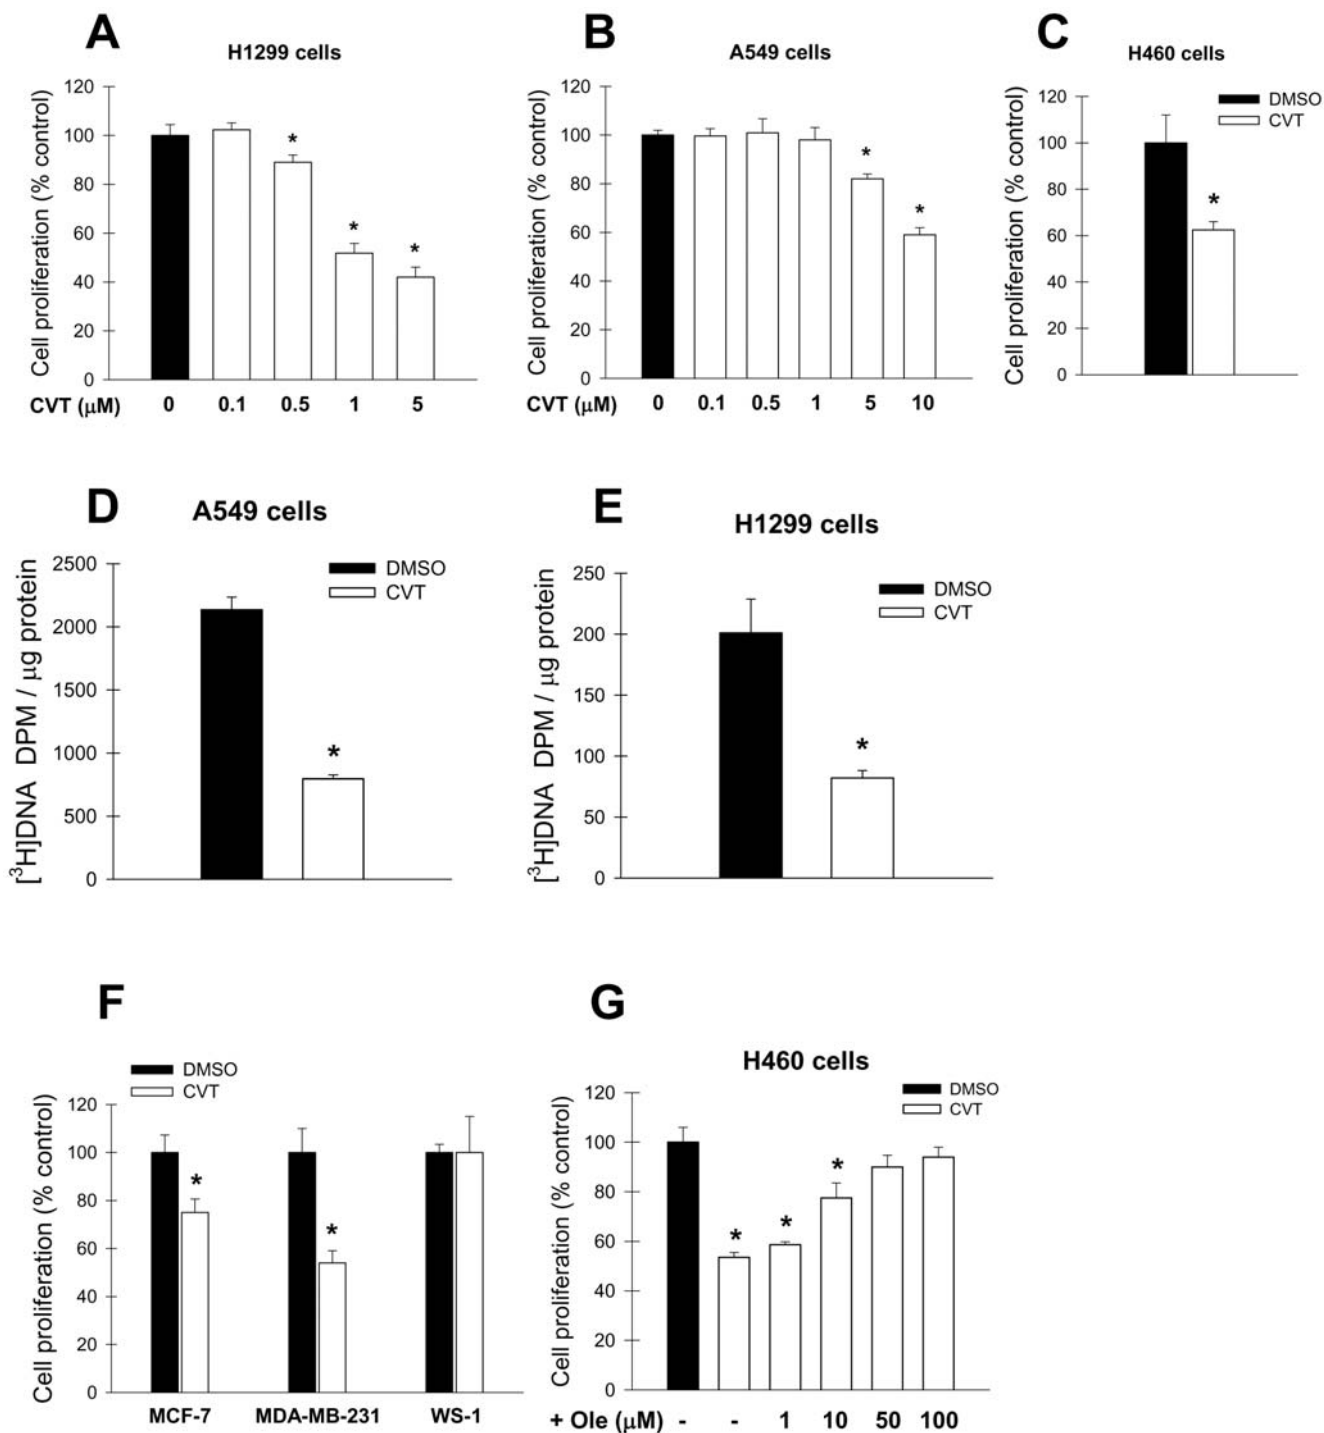 A
H1299 cells
Cell proliferation (% control)
120
100
80
60
40
20
0
CVT (μM) 0 0.1 0.5 1 5
* * *
B
A549 cells
Cell proliferation (% control)
120
100
80
60
40
20
0
CVT (μM) 0 0.1 0.5 1 5 10
* *
C
H460 cells
DMSO
CVT
Cell proliferation (% control)
120
100
80
60
40
20
0
*
D
A549 cells
DMSO
CVT
[³H]DNA DPM / μg protein
2500
2000
1500
1000
500
0
*
E
H1299 cells
DMSO
CVT
[³H]DNA DPM / μg protein
250
200
150
100
50
0
*
F
DMSO
CVT
Cell proliferation (% control)
120
100
80
60
40
20
0
* *
MCF-7 MDA-MB-231 WS-1
G
H460 cells
DMSO
CVT
Cell proliferation (% control)
120
100
80
60
40
20
0
* * *
+ Ole (μM) - - 1 10 50 100